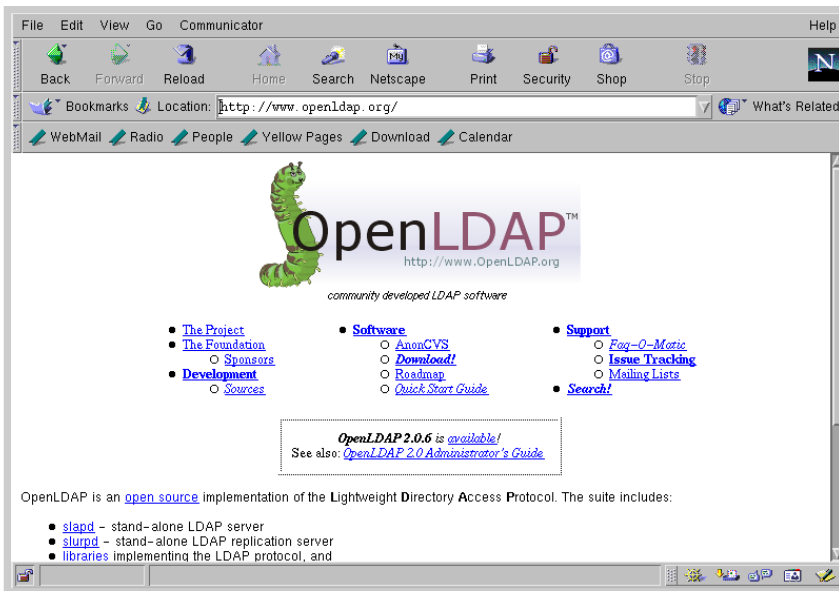 File Edit View Go Communicator Help
Back Forward Reload Home Search Netscape Print Security Shop Stop
My
N
Bookmarks Location: http://www.openldap.org/ What's Related
WebMail Radio People Yellow Pages Download Calendar
OpenLDAP™
http://www.OpenLDAP.org
community developed LDAP software
The Project
The Foundation
Sponsors
Development
Sources
Software
AnonCVS
Download!
Roadmap
Quick Start Guide
Support
Faq-O-Matic
Issue Tracking
Mailing Lists
Search!
OpenLDAP 2.0.6 is available!
See also: OpenLDAP 2.0 Administrator's Guide
OpenLDAP is an open source implementation of the Lightweight Directory Access Protocol. The suite includes:
slapd - stand-alone LDAP server
slurpd - stand-alone LDAP replication server
libraries implementing the LDAP protocol, and